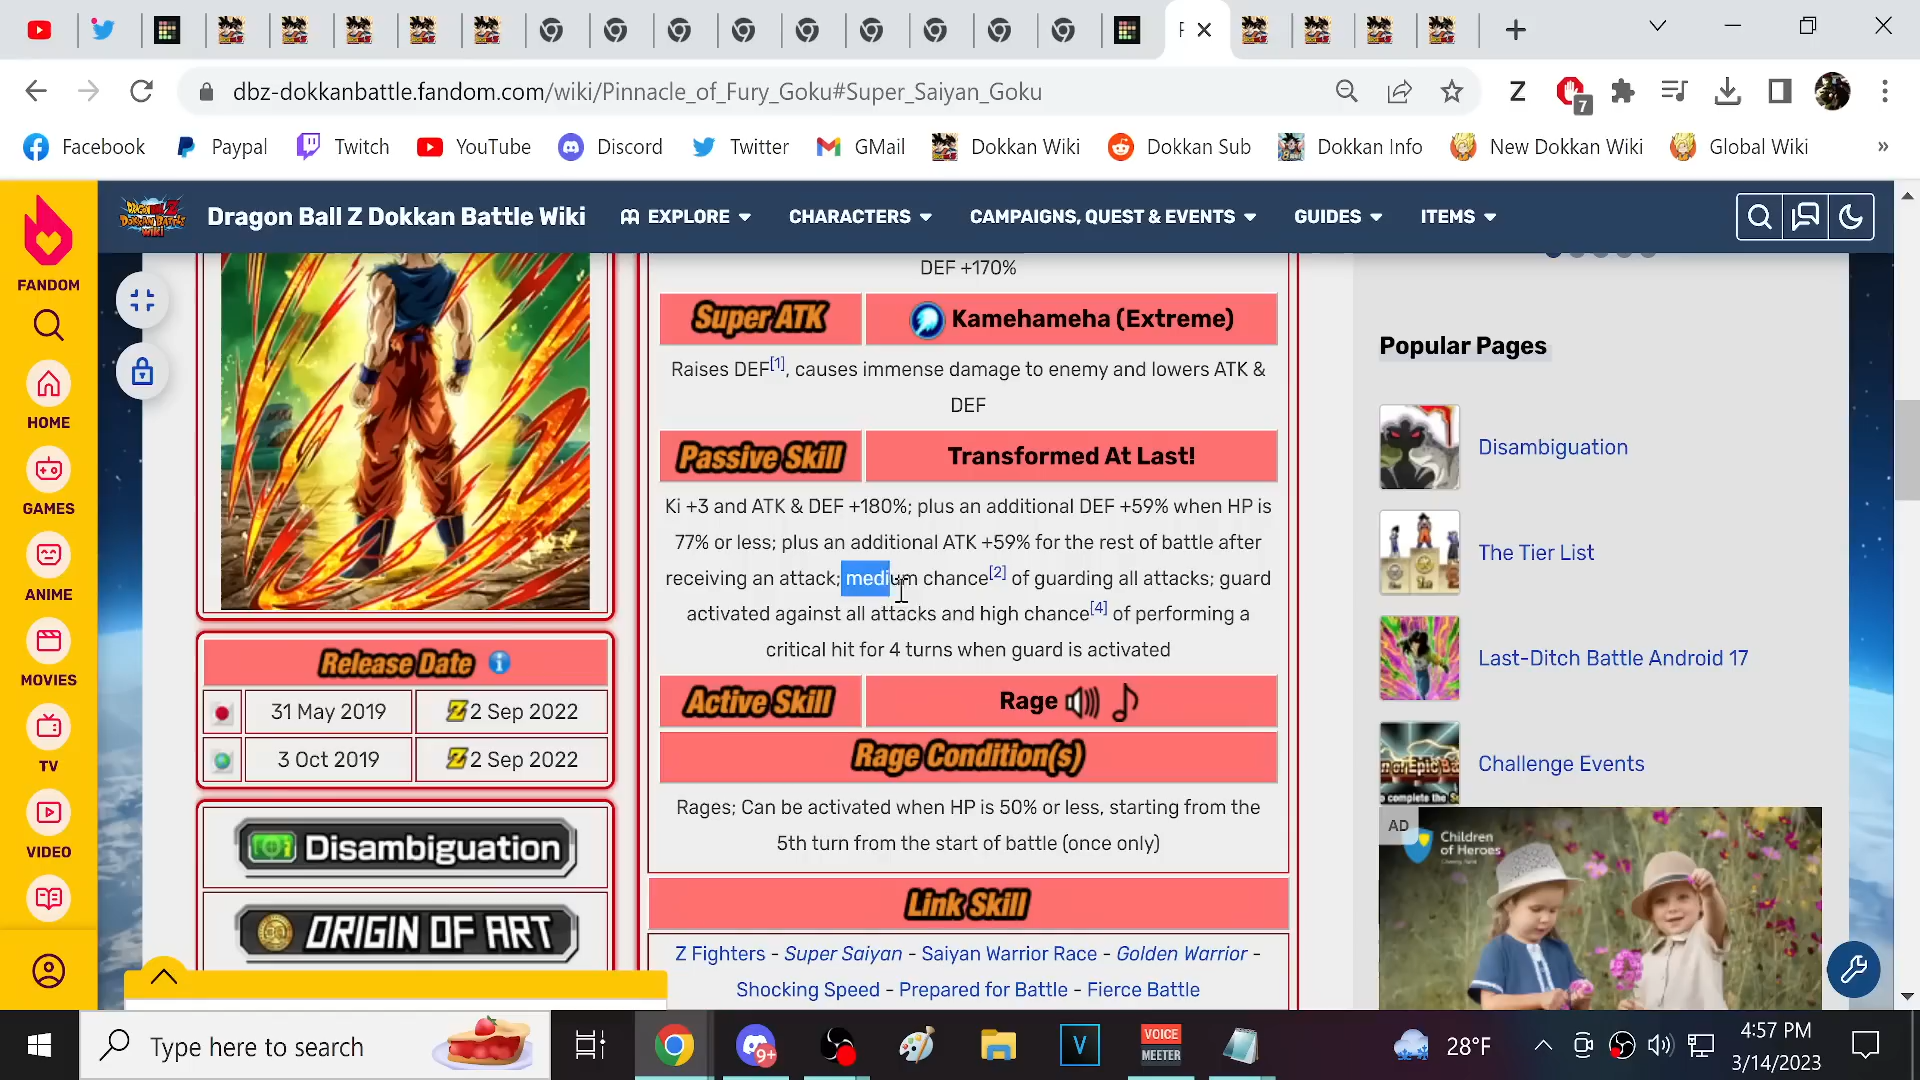 7
dbz-dokkanbattle.fandom.com/wiki/Pinnacle_of_Fury_Goku#Super_Saiyan_Goku
Facebook
Paypal
Twitch
YouTube
Discord
Twitter
GMail
Dokkan Wiki
Dokkan Sub
Dokkan Info
New Dokkan Wiki
Global Wiki
»
Dragon Ball Z Dokkan Battle Wiki
EXPLORE
CHARACTERS
CAMPAIGNS, QUEST & EVENTS
GUIDES
ITEMS
FANDOM
HOME
GAMES
ANIME
MOVIES
TV
VIDEO
DEF +170%
Super ATK
Kamehameha (Extreme)
Raises DEF[1], causes immense damage to enemy and lowers ATK &
DEF
Passive Skill
Transformed At Last!
Ki +3 and ATK & DEF +180%; plus an additional DEF +59% when HP is
77% or less; plus an additional ATK +59% for the rest of battle after
receiving an attack; medium chance[2] of guarding all attacks; guard
activated against all attacks and high chance[4] of performing a
critical hit for 4 turns when guard is activated
Active Skill
Rage
Rage Condition(s)
Rages; Can be activated when HP is 50% or less, starting from the
5th turn from the start of battle (once only)
Link Skill
Z Fighters - Super Saiyan - Saiyan Warrior Race - Golden Warrior -
Shocking Speed - Prepared for Battle - Fierce Battle
Release Date
31 May 2019
Z 2 Sep 2022
3 Oct 2019
Z 2 Sep 2022
Disambiguation
ORIGIN OF ART
Popular Pages
Disambiguation
The Tier List
Last-Ditch Battle Android 17
Challenge Events
AD
Children
of Heroes
Type here to search
9+
V
VOICE
MEETER
28°F
4:57 PM
3/14/2023